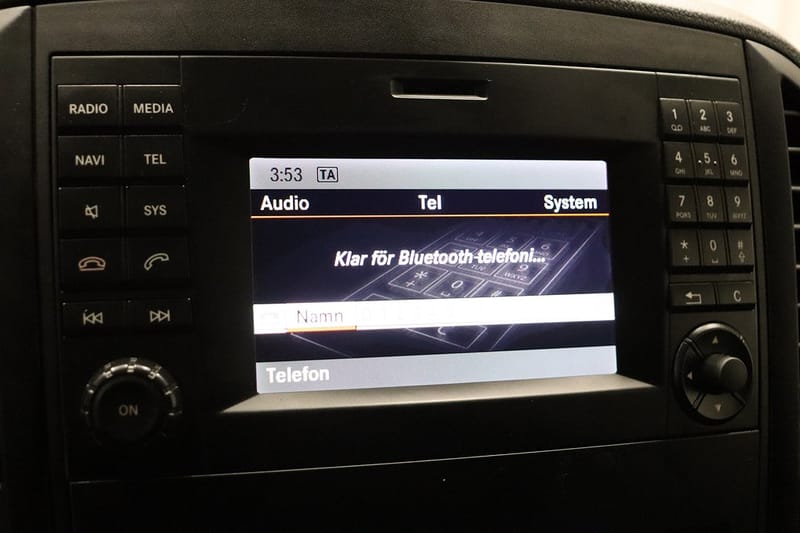 RADIO MEDIA
NAVI TEL
SYS
ON
3:53 TA
Audio Tel System
Klar för Bluetooth-telefoni...
Namn
Telefon
1 2 ABC 3 DEF
4 GHI 5 JKL 6 MNO
7 PQRS 8 TUV 9 WXYZ
* + 0 #
C